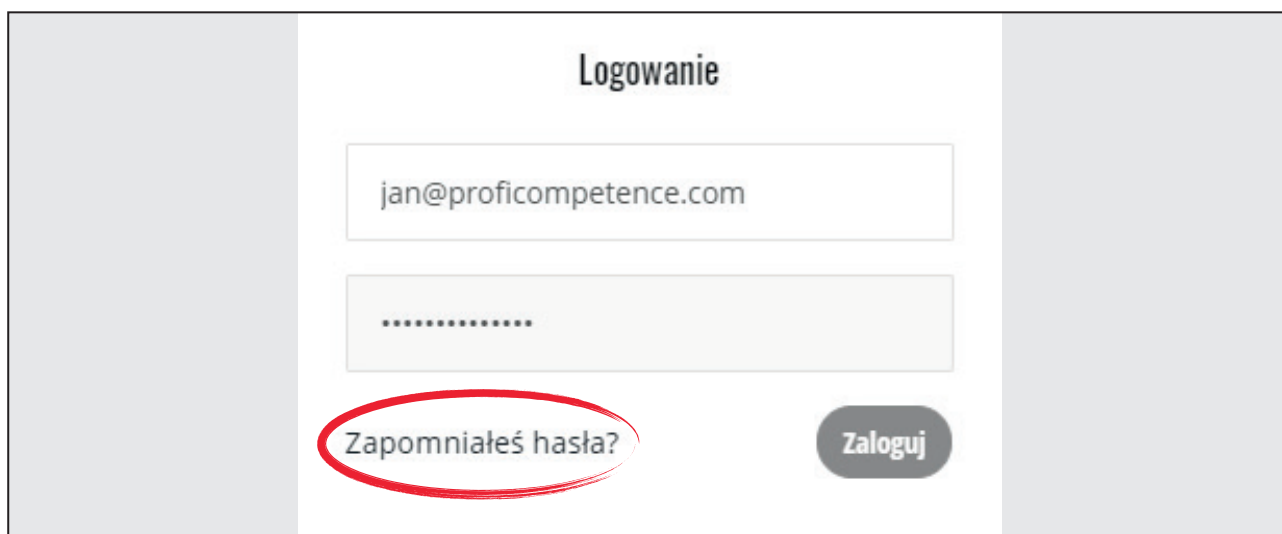 Logowanie
jan@proficompetence.com
••••••••••••••
Zapomniałeś hasła?
Zaloguj